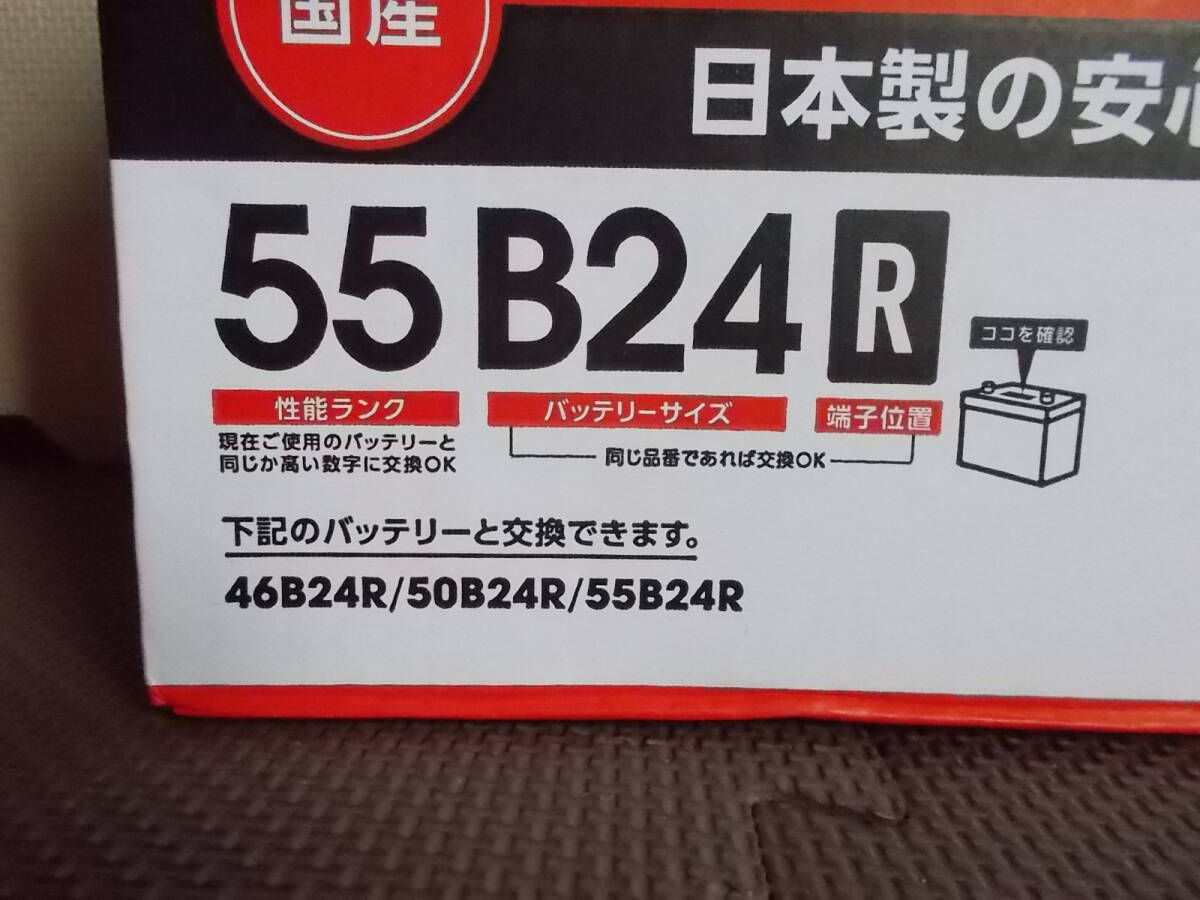 国産
日本製の安心
55B24R
ココを確認
性能ランク バッテリーサイズ 端子位置
現在ご使用のバッテリーと
同じか高い数字に交換OK
同じ品番であれば交換OK
下記のバッテリーと交換できます。
46B24R/50B24R/55B24R